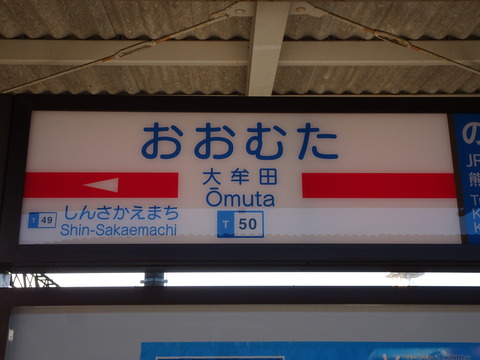 おおむた
大牟田
Ōmuta
T 50
T 49
しんさかえまち
Shin-Sakaemachi
の
JR
熊